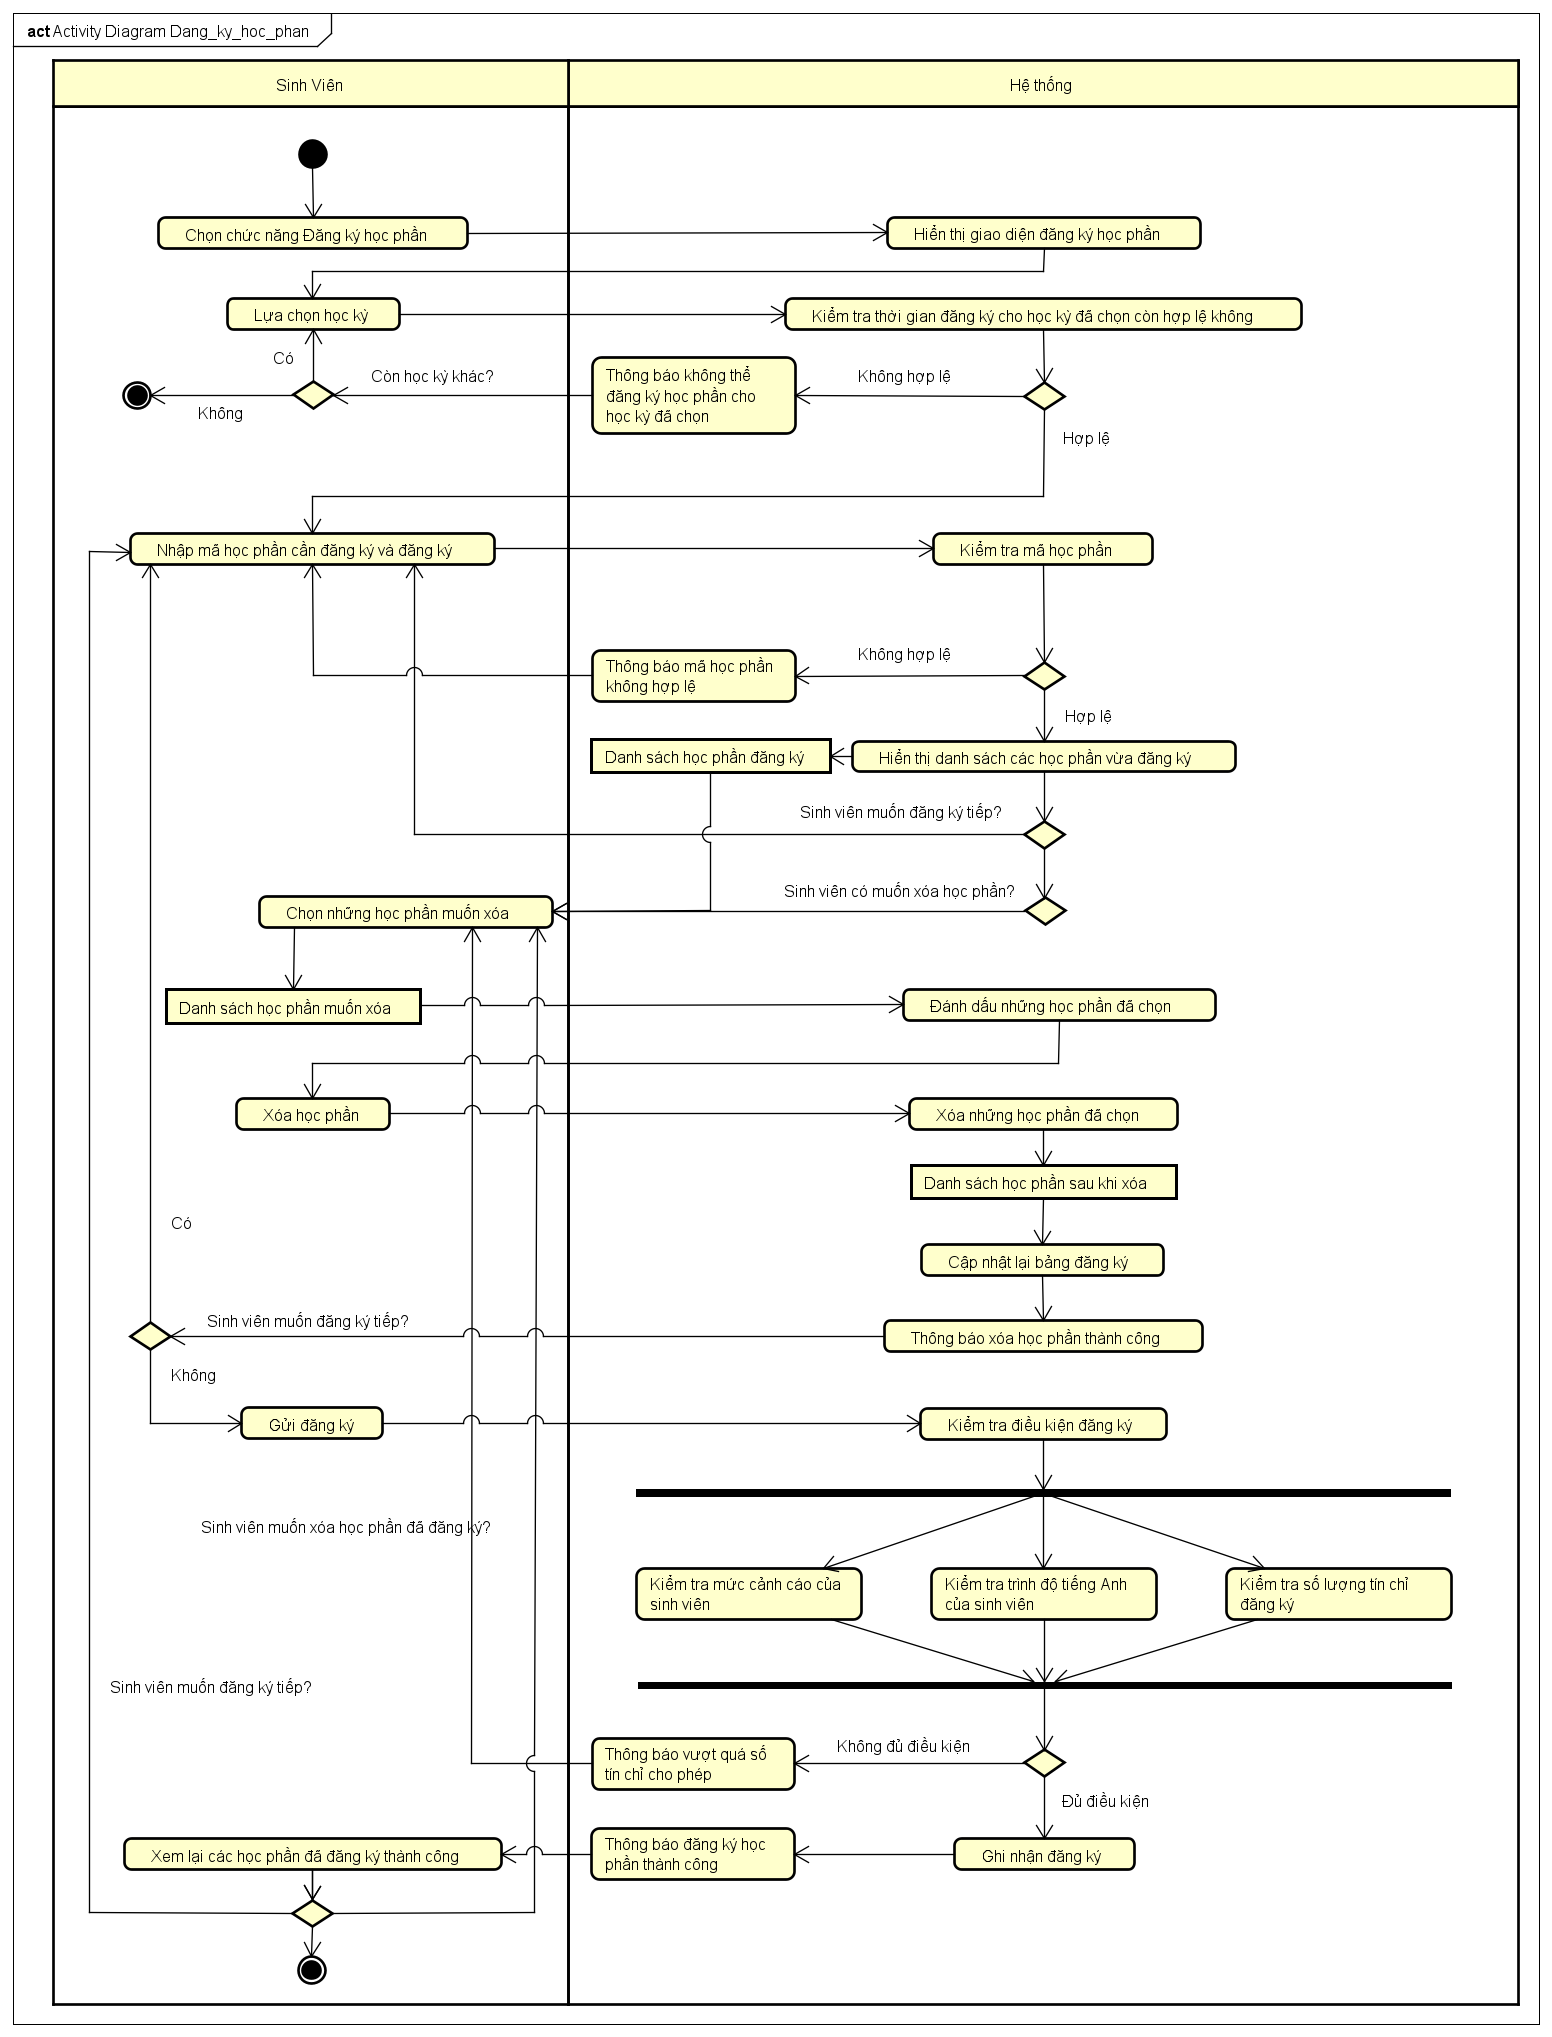 act Activity Diagram Dang_ky_hoc_phan
Sinh Viên
Hệ thống
Chọn chức năng Đăng ký học phần
Hiển thị giao diện đăng ký học phần
Lựa chọn học kỳ
Kiểm tra thời gian đăng ký cho học kỳ đã chọn còn hợp lệ không
Có
Còn học kỳ khác?
Thông báo không thể
đăng ký học phần cho
học kỳ đã chọn
Không hợp lệ
Không
Hợp lệ
Nhập mã học phần cần đăng ký và đăng ký
Kiểm tra mã học phần
Thông báo mã học phần
không hợp lệ
Không hợp lệ
Hợp lệ
Danh sách học phần đăng ký
Hiển thị danh sách các học phần vừa đăng ký
Sinh viên muốn đăng ký tiếp?
Sinh viên có muốn xóa học phần?
Chọn những học phần muốn xóa
Danh sách học phần muốn xóa
Đánh dấu những học phần đã chọn
Xóa học phần
Xóa những học phần đã chọn
Danh sách học phần sau khi xóa
Có
Cập nhật lại bảng đăng ký
Sinh viên muốn đăng ký tiếp?
Thông báo xóa học phần thành công
Không
Gửi đăng ký
Kiểm tra điều kiện đăng ký
Sinh viên muốn xóa học phần đã đăng ký?
Kiểm tra mức cảnh cáo của
sinh viên
Kiểm tra trình độ tiếng Anh
của sinh viên
Kiểm tra số lượng tín chỉ
đăng ký
Sinh viên muốn đăng ký tiếp?
Thông báo vượt quá số
tín chỉ cho phép
Không đủ điều kiện
Đủ điều kiện
Xem lại các học phần đã đăng ký thành công
Thông báo đăng ký học
phần thành công
Ghi nhận đăng ký